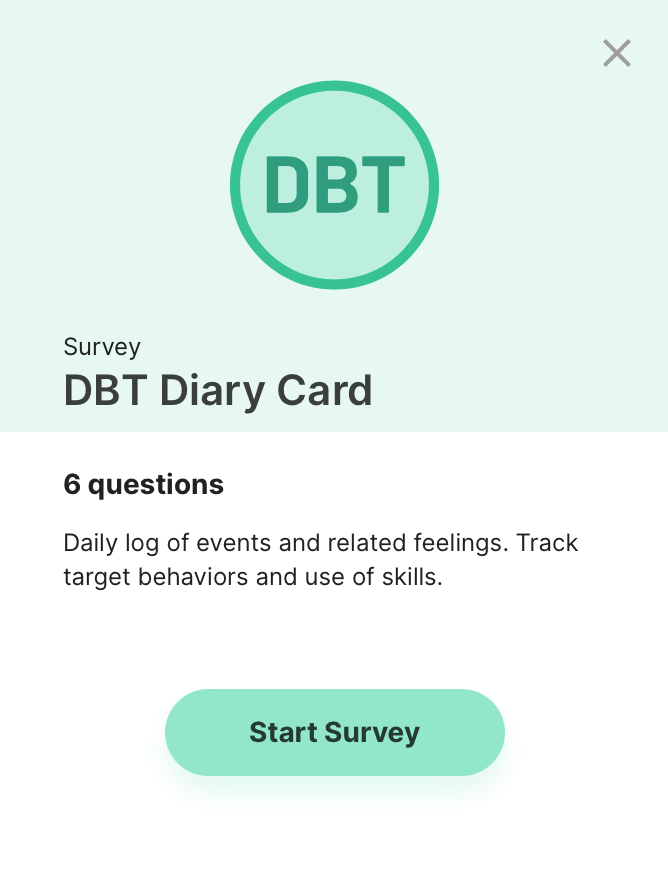 DBT
Survey
DBT Diary Card
6 questions
Daily log of events and related feelings. Track
target behaviors and use of skills.
Start Survey